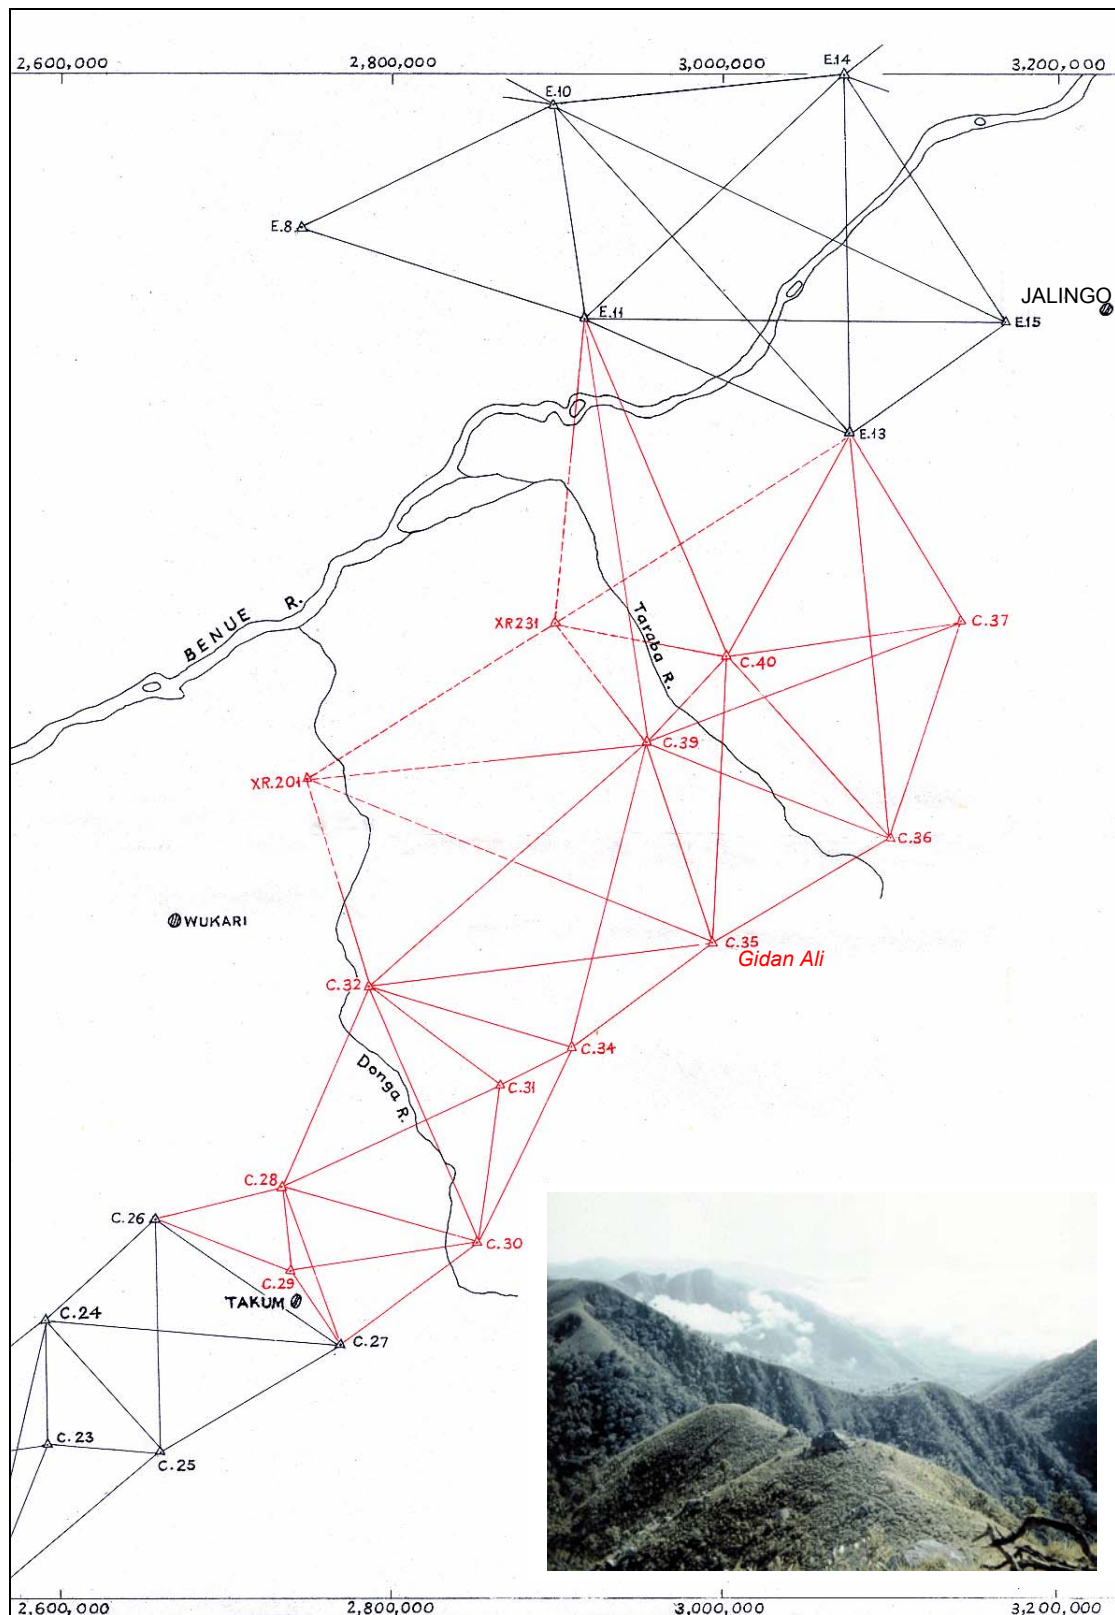 2,600,000
2,800,000
3,000,000
3,200,000
E.14
E.10
E.8
JALINGO
E.11
E.15
E.13
BENUE R.
XR231
Taraba R.
C.37
C.40
C.39
XR.201
C.36
WUKARI
C.35
Gidan Ali
C.32
C.34
C.31
Donga R.
C.28
C.26
C.30
C.29
TAKUM
C.24
C.27
C.23
C.25
2,600,000
2,800,000
3,000,000
3,200,000